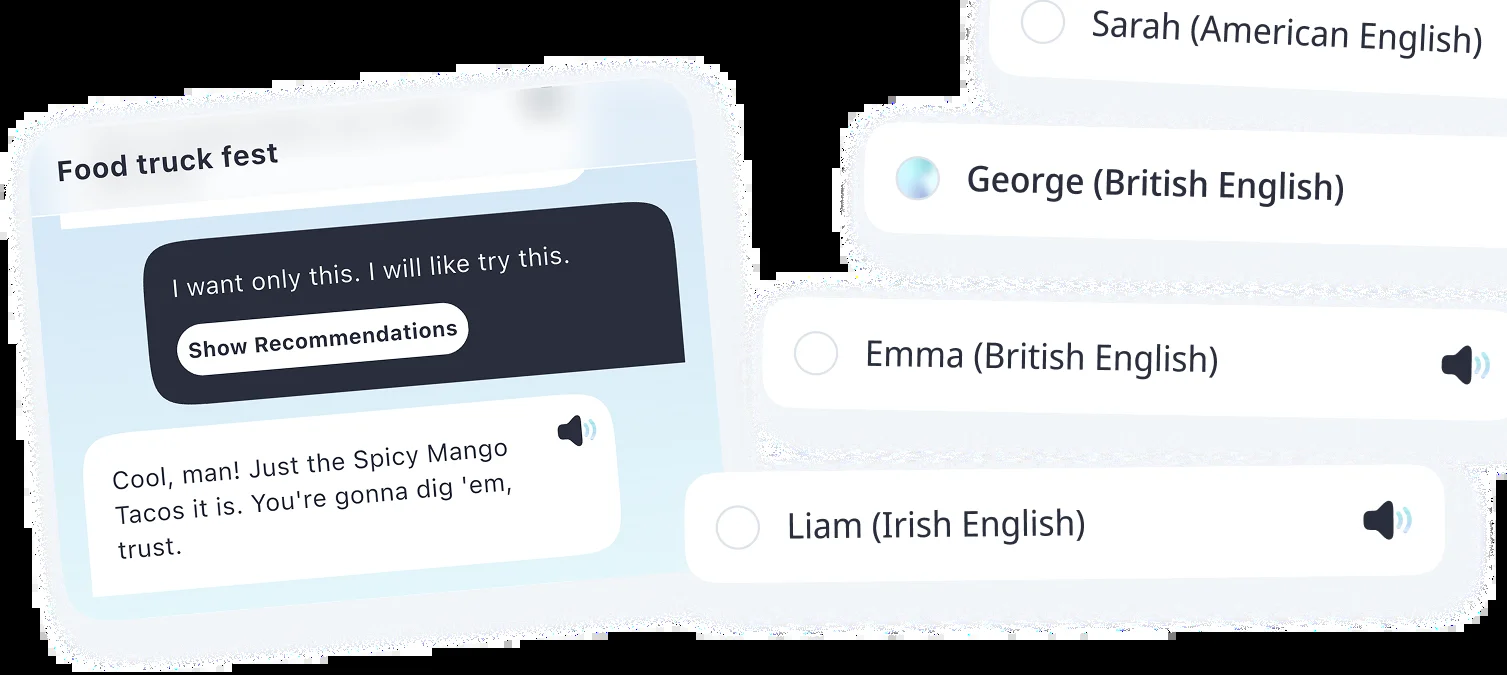 Food truck fest
I want only this. I will like try this.
Show Recommendations
Cool, man! Just the Spicy Mango
Tacos it is. You're gonna dig 'em,
trust.
Sarah (American English)
George (British English)
Emma (British English)
Liam (Irish English)